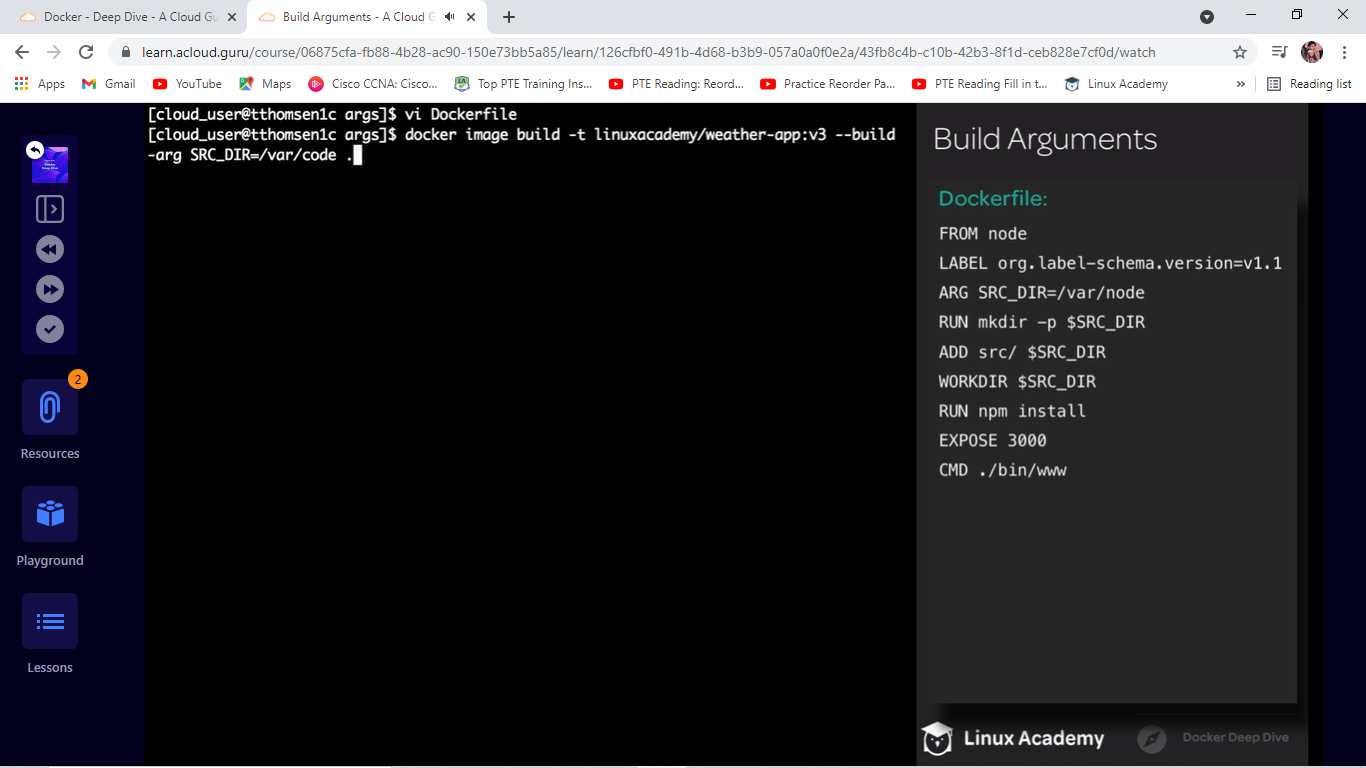 Docker - Deep Dive - A Cloud Gu
Build Arguments - A Cloud G
learn.acloud.guru/course/06875cfa-fb88-4b28-ac90-150e73bb5a85/learn/126cfbf0-491b-4d68-b3b9-057a0a0f0e2a/43fb8c4b-c10b-42b3-8f1d-ceb828e7cf0d/watch
Apps
Gmail
YouTube
Maps
Cisco CCNA: Cisco...
Top PTE Training Ins...
PTE Reading: Reord...
Practice Reorder Pa...
PTE Reading Fill in t...
Linux Academy
»
Reading list
[cloud_user@tthomsen1c args]$ vi Dockerfile
[cloud_user@tthomsen1c args]$ docker image build -t linuxacademy/weather-app:v3 --build
-arg SRC_DIR=/var/code .
Docker
Deep Dive
2
Resources
Playground
Lessons
Build Arguments
Dockerfile:
FROM node
LABEL org.label-schema.version=v1.1
ARG SRC_DIR=/var/node
RUN mkdir -p $SRC_DIR
ADD src/ $SRC_DIR
WORKDIR $SRC_DIR
RUN npm install
EXPOSE 3000
CMD ./bin/www
Linux Academy
Docker Deep Dive